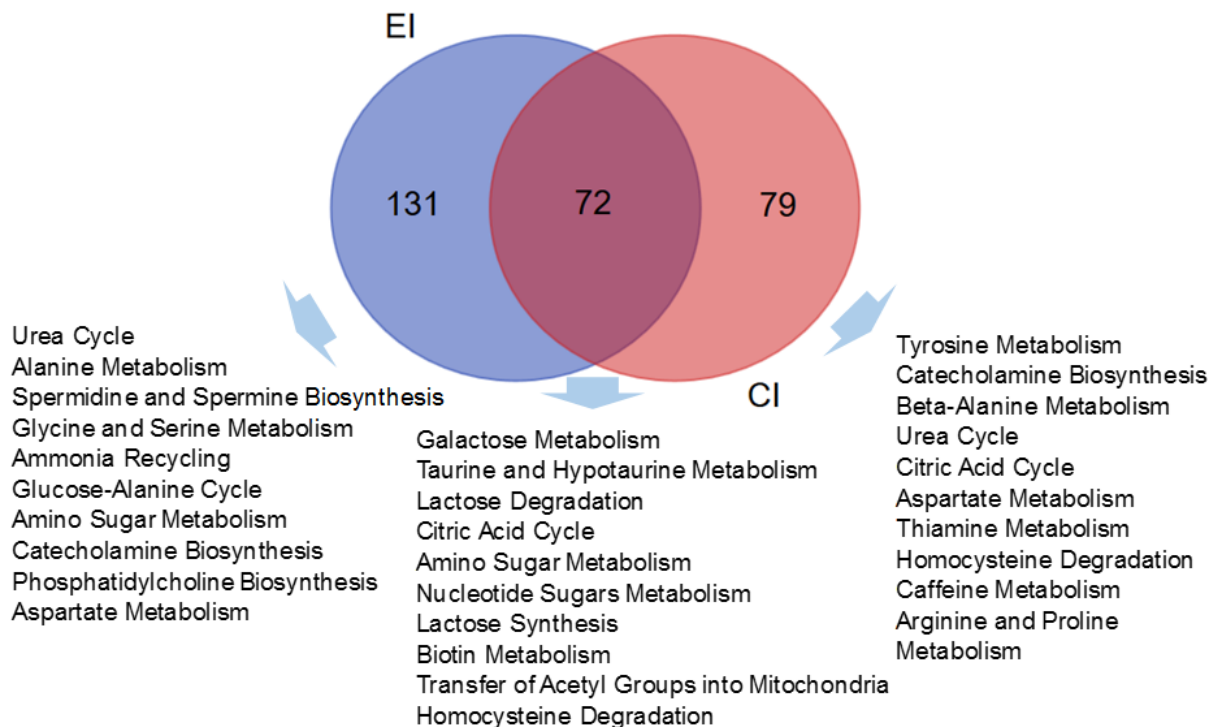 EI
131
72
79
CI
Urea Cycle
Alanine Metabolism
Spermidine and Spermine Biosynthesis
Glycine and Serine Metabolism
Ammonia Recycling
Glucose-Alanine Cycle
Amino Sugar Metabolism
Catecholamine Biosynthesis
Phosphatidylcholine Biosynthesis
Aspartate Metabolism
Galactose Metabolism
Taurine and Hypotaurine Metabolism
Lactose Degradation
Citric Acid Cycle
Amino Sugar Metabolism
Nucleotide Sugars Metabolism
Lactose Synthesis
Biotin Metabolism
Transfer of Acetyl Groups into Mitochondria
Homocysteine Degradation
Tyrosine Metabolism
Catecholamine Biosynthesis
Beta-Alanine Metabolism
Urea Cycle
Citric Acid Cycle
Aspartate Metabolism
Thiamine Metabolism
Homocysteine Degradation
Caffeine Metabolism
Arginine and Proline
Metabolism